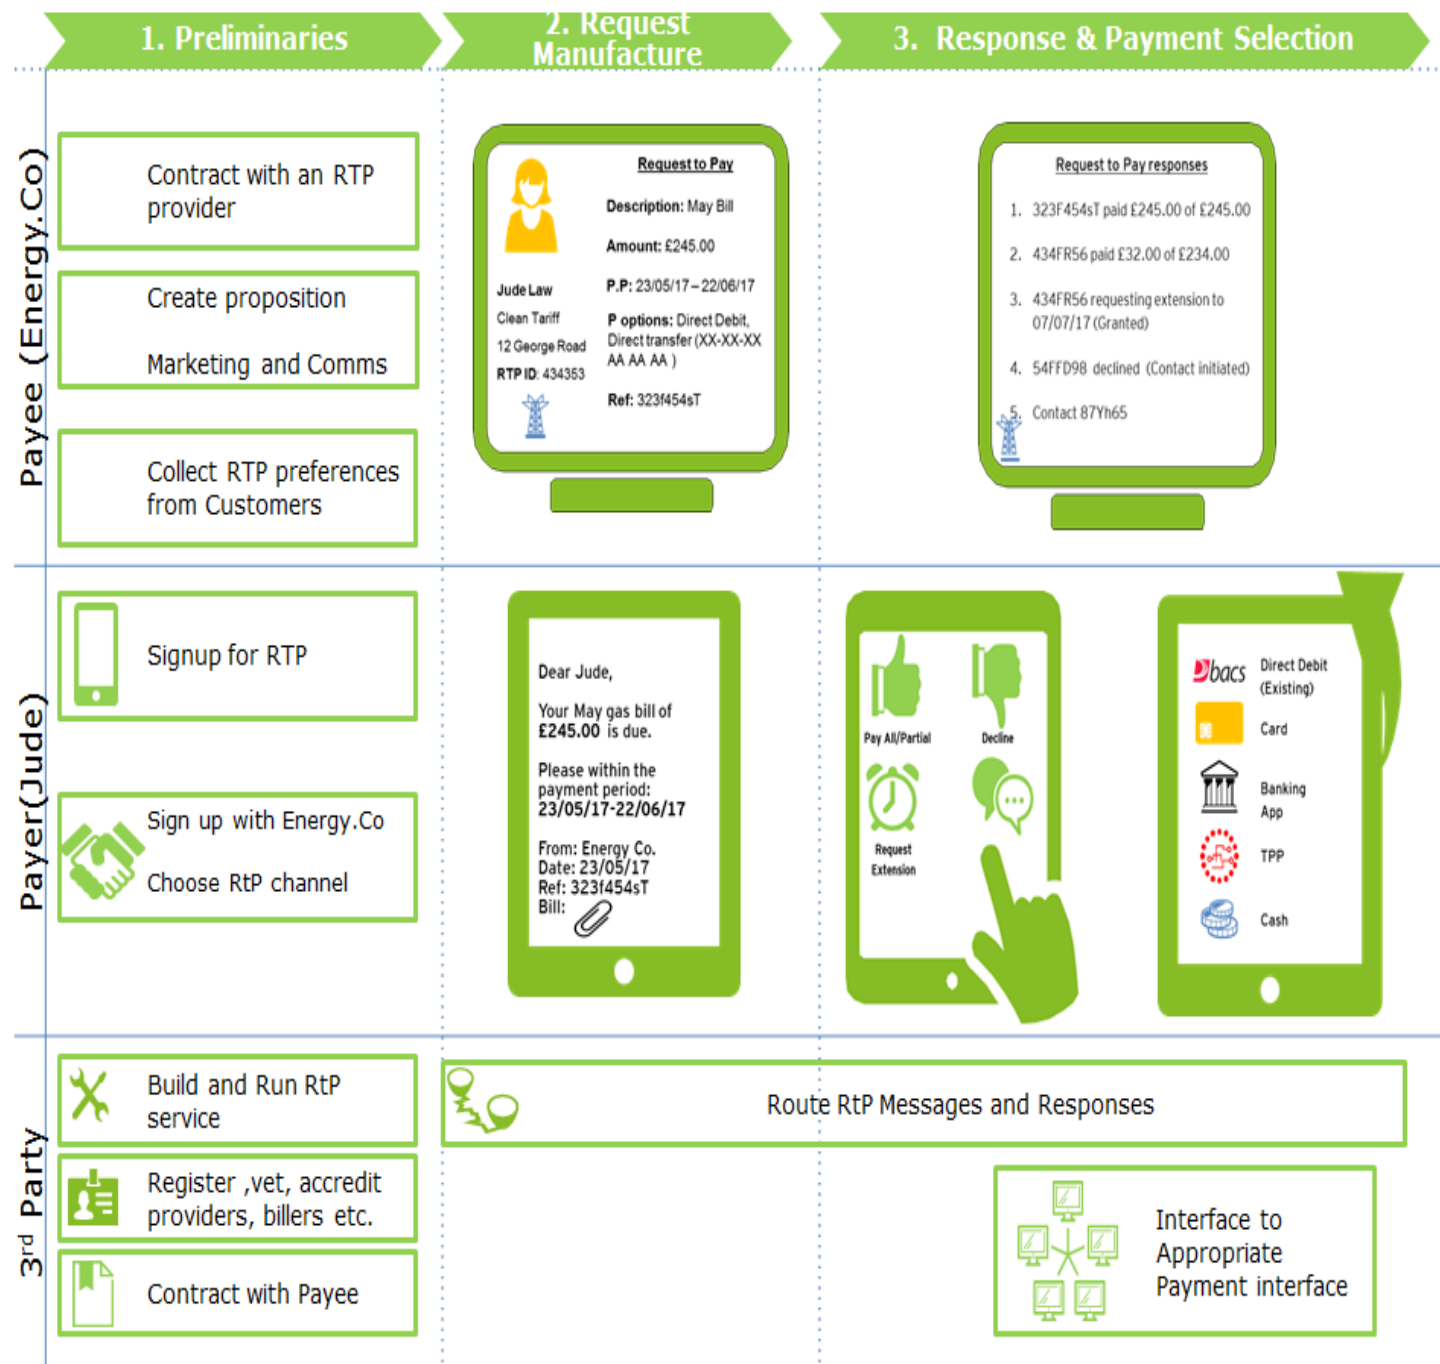 1. Preliminaries
2. Request
Manufacture
3. Response & Payment Selection
Payee (Energy.Co)
Contract with an RTP
provider
Create proposition
Marketing and Comms
Collect RTP preferences
from Customers
Request to Pay
Description: May Bill
Amount: £245.00
P.P: 23/05/17 – 22/06/17
P options: Direct Debit,
Direct transfer (XX-XX-XX
AA AA AA )
Ref: 323f454sT
Jude Law
Clean Tariff
12 George Road
RTP ID: 434353
Request to Pay responses
1. 323F454sT paid £245.00 of £245.00
2. 434FR56 paid £32.00 of £234.00
3. 434FR56 requesting extension to
07/07/17 (Granted)
4. 54FFD98 declined (Contact initiated)
5. Contact 87Yh65
Payer(Jude)
Signup for RTP
Sign up with Energy.Co
Choose RtP channel
Dear Jude,
Your May gas bill of
£245.00 is due.
Please within the
payment period:
23/05/17-22/06/17
From: Energy Co.
Date: 23/05/17
Ref: 323f454sT
Bill:
Pay All/Partial
Decline
Request
Extension
bacs
Direct Debit
(Existing)
Card
Banking
App
TPP
Cash
3rd Party
Build and Run RtP
service
Register ,vet, accredit
providers, billers etc.
Contract with Payee
Route RtP Messages and Responses
Interface to
Appropriate
Payment interface